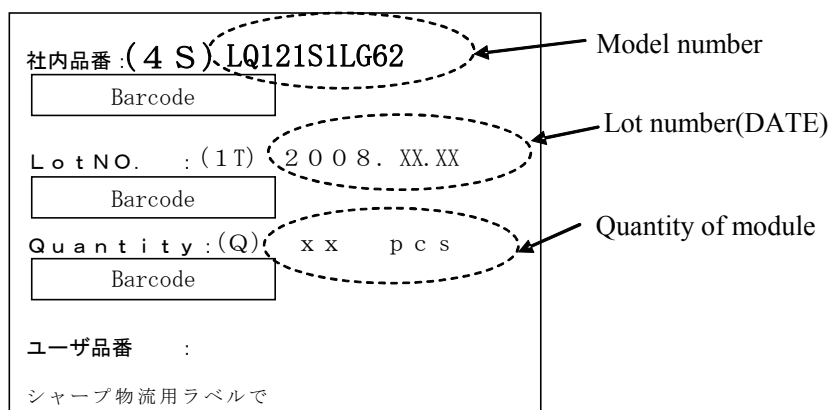 社内品番:(４Ｓ)LQ121S1LG62
Model number
Barcode
Lot number(DATE)
ＬｏｔNO. :(1T) ２００８. XX.XX
Barcode
Quantity of module
Ｑｕａｎｔｉｔｙ:(Q) ｘｘ ｐｃｓ
Barcode
ユーザ品番 :
シャープ物流用ラベルで